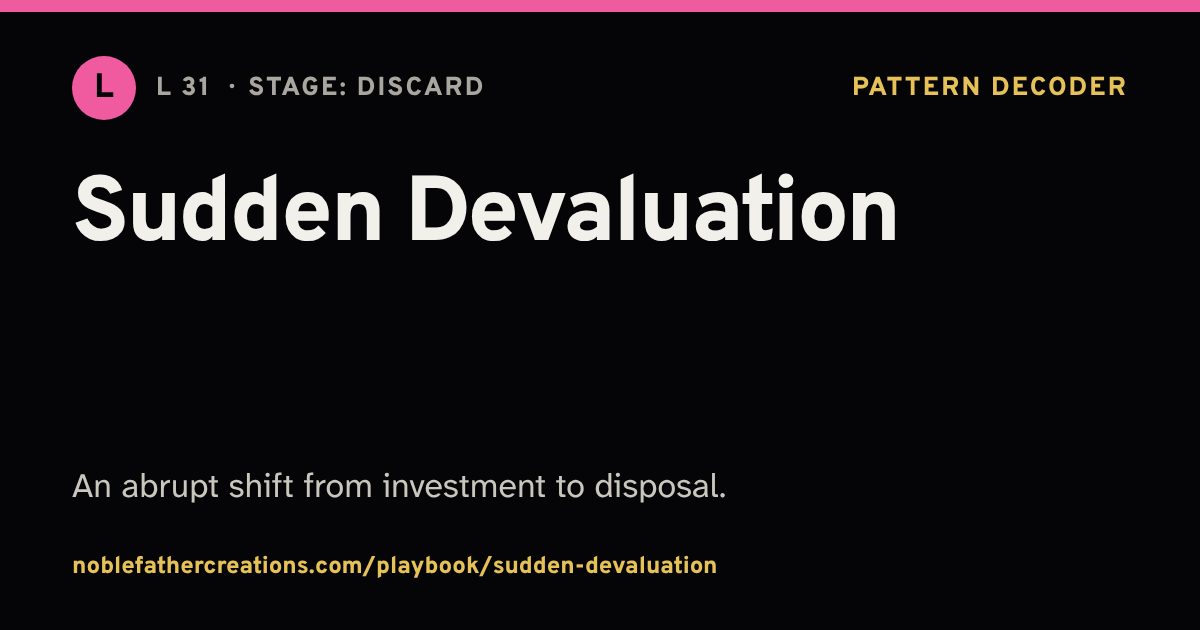 L
L 31 · STAGE: DISCARD
PATTERN DECODER
Sudden Devaluation
An abrupt shift from investment to disposal.
noblefathercreations.com/playbook/sudden-devaluation